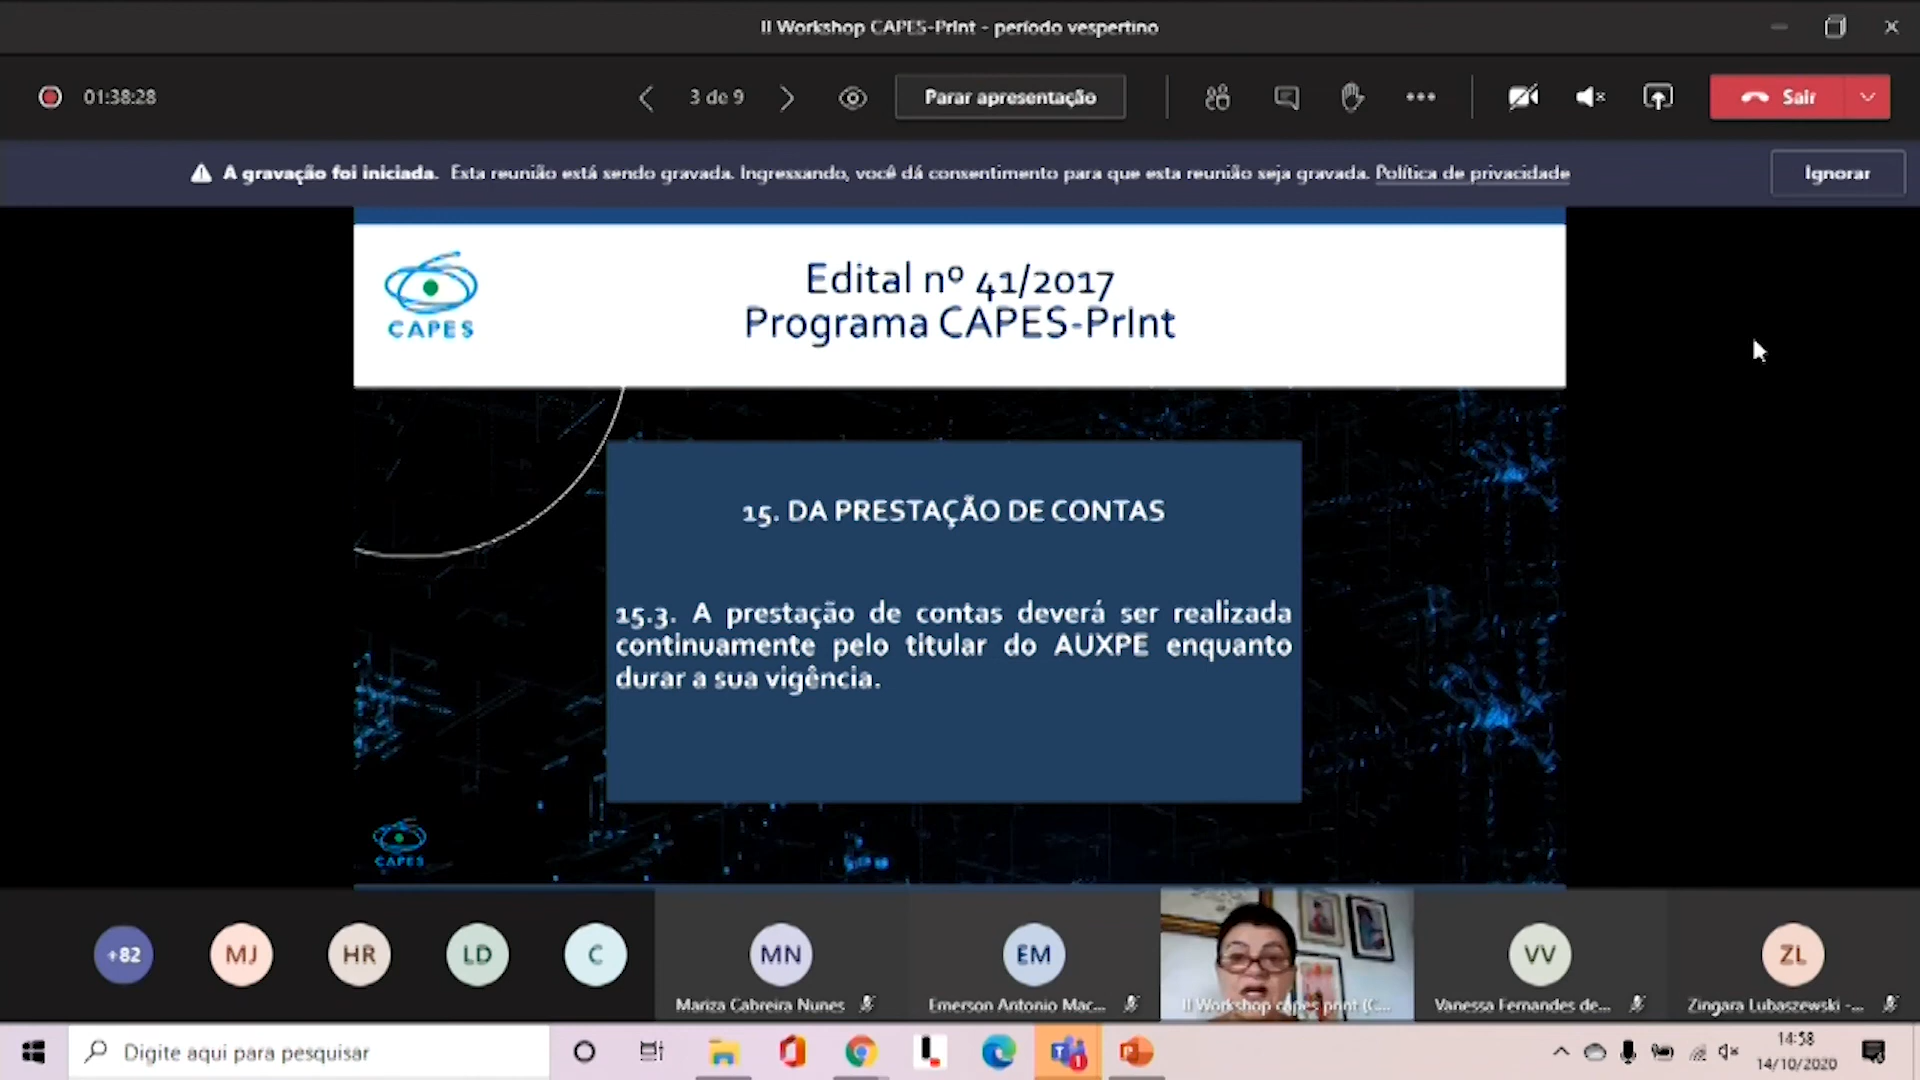 II Workshop CAPES-PrInt - período vespertino
01:38:28
3 de 9
Parar apresentação
Sair
A gravação foi iniciada. Esta reunião está sendo gravada. Ingressando, você dá consentimento para que esta reunião seja gravada. Política de privacidade
Ignorar
CAPES
Edital nº 41/2017
Programa CAPES-PrInt
15. DA PRESTAÇÃO DE CONTAS
15.3. A prestação de contas deverá ser realizada
continuamente pelo titular do AUXPE enquanto
durar a sua vigência.
CAPES
+82
MJ
HR
LD
C
MN
EM
VV
ZL
Mariza Cabreira Nunes
Emerson Antonio Mac...
II Workshop capes print (C...
Vanessa Fernandes de...
Zingara Lubaszewski -...
Digite aqui para pesquisar
14:58
14/10/2020